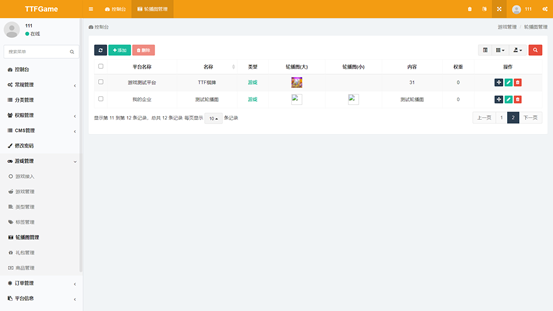 TTFGame
控制台
轮播图管理
111
111
在线
搜索菜单
控制台
常规管理
分类管理
权限管理
CMS管理
修改密码
游戏管理
游戏接入
游戏管理
类型管理
标签管理
轮播图管理
礼包管理
商品管理
订单管理
平台信息
控制台
游戏管理 轮播图管理
添加 删除
平台名称 名称 类型 轮播图(大) 轮播图(小) 内容 权重 操作
游戏测试平台 TTF棋牌 游戏 31 0
我的企业 测试轮播图 游戏 测试轮播图 0
显示第 11 到第 12 条记录，总共 12 条记录 每页显示 10 条记录
上一页 1 2 下一页